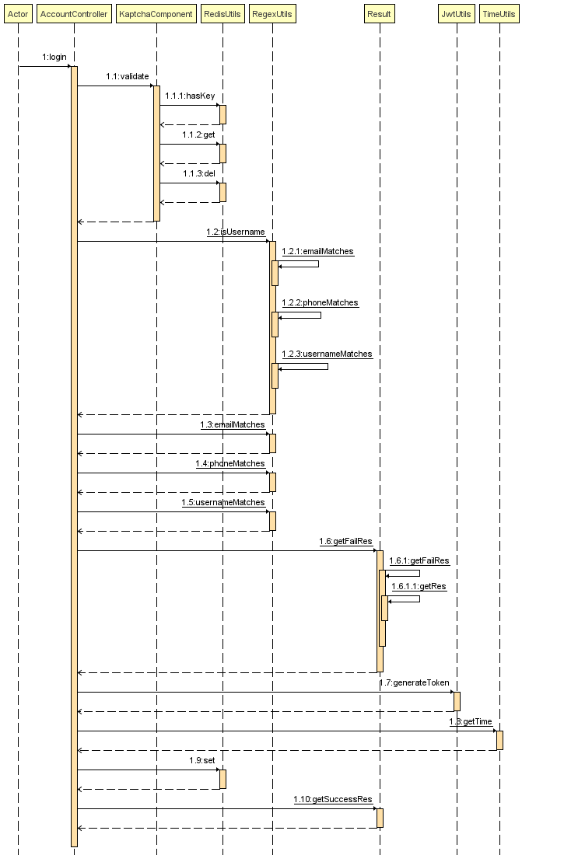 Actor AccountController KaptchaComponent RedisUtils RegexUtils Result JwtUtils TimeUtils
1:login
1.1:validate
1.1.1:hasKey
1.1.2:get
1.1.3:del
1.2:isUsername
1.2.1:emailMatches
1.2.2:phoneMatches
1.2.3:usernameMatches
1.3:emailMatches
1.4:phoneMatches
1.5:usernameMatches
1.6:getFailRes
1.6.1:getFailRes
1.6.1.1:getRes
1.7:generateToken
1.8:getTime
1.9:set
1.10:getSuccessRes